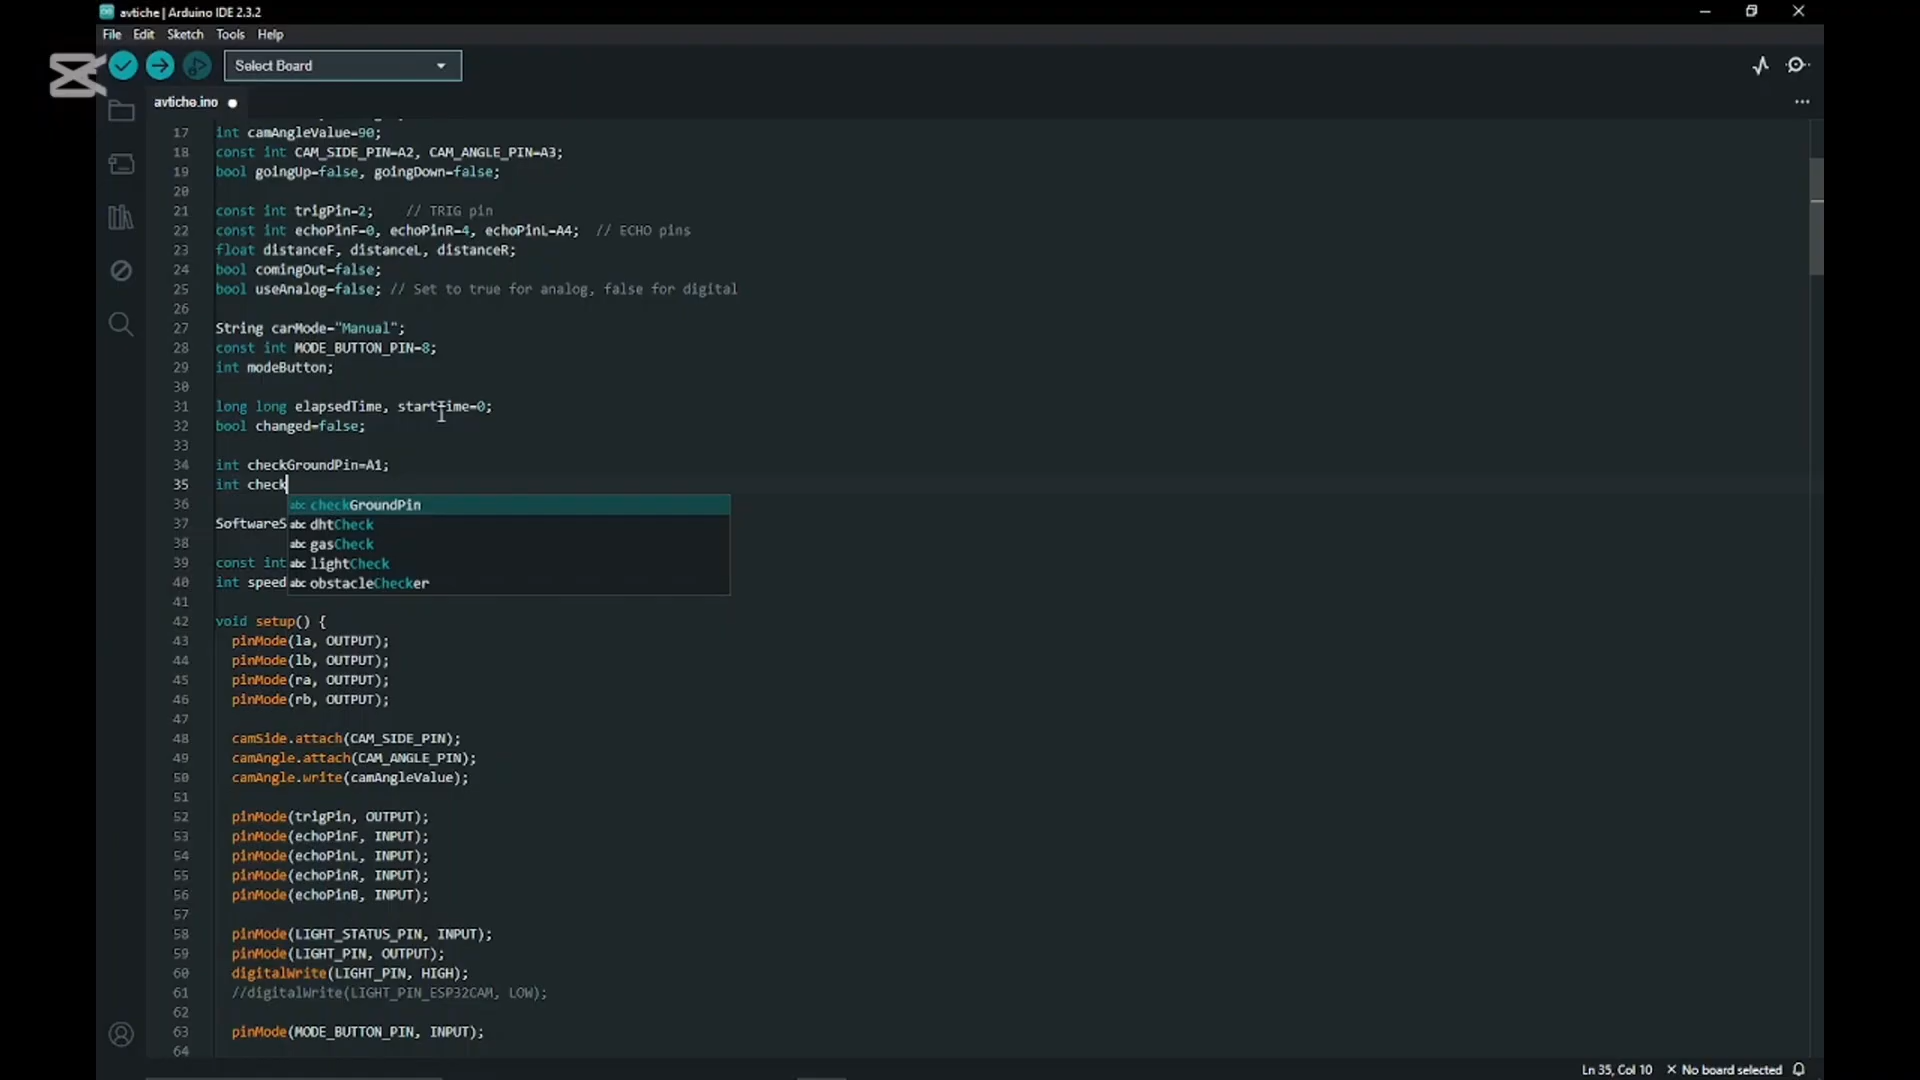 avtiche | Arduino IDE 2.3.2
File Edit Sketch Tools Help
Select Board
avtiche.ino
17 int camAngleValue=90;
18 const int CAM_SIDE_PIN=A2, CAM_ANGLE_PIN=A3;
19 bool goingUp=false, goingDown=false;
20
21 const int trigPin=2; // TRIG pin
22 const int echoPinF=0, echoPinR=4, echoPinL=A4; // ECHO pins
23 float distanceF, distanceL, distanceR;
24 bool comingOut=false;
25 bool useAnalog=false; // Set to true for analog, false for digital
26
27 String carMode="Manual";
28 const int MODE_BUTTON_PIN=8;
29 int modeButton;
30
31 long long elapsedTime, startTime=0;
32 bool changed=false;
33
34 int checkGroundPin=A1;
35 int check
36 abc checkGroundPin
37 SoftwareS abc dhtCheck
38 abc gasCheck
39 const int abc lightCheck
40 int speed abc obstacleChecker
41
42 void setup() {
43 pinMode(la, OUTPUT);
44 pinMode(lb, OUTPUT);
45 pinMode(ra, OUTPUT);
46 pinMode(rb, OUTPUT);
47
48 camSide.attach(CAM_SIDE_PIN);
49 camAngle.attach(CAM_ANGLE_PIN);
50 camAngle.write(camAngleValue);
51
52 pinMode(trigPin, OUTPUT);
53 pinMode(echoPinF, INPUT);
54 pinMode(echoPinL, INPUT);
55 pinMode(echoPinR, INPUT);
56 pinMode(echoPinB, INPUT);
57
58 pinMode(LIGHT_STATUS_PIN, INPUT);
59 pinMode(LIGHT_PIN, OUTPUT);
60 digitalWrite(LIGHT_PIN, HIGH);
61 //digitalWrite(LIGHT_PIN_ESP32CAM, LOW);
62
63 pinMode(MODE_BUTTON_PIN, INPUT);
64
Ln 35, Col 10 No board selected